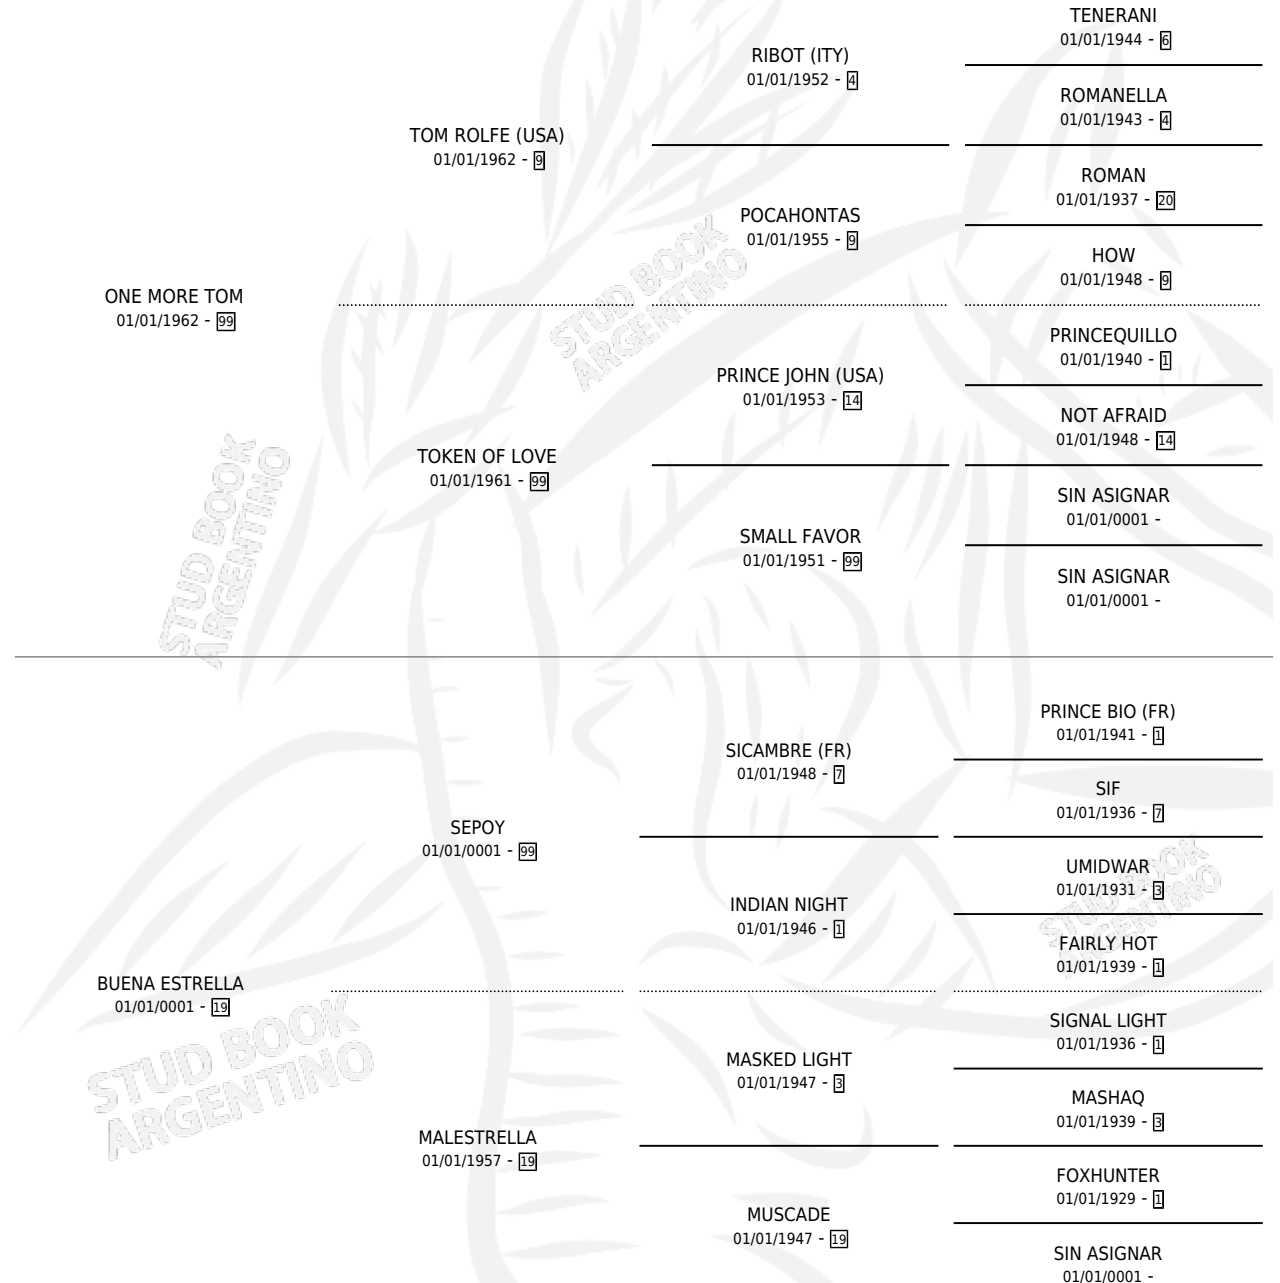 TENERANI
01/01/1944 - 6
RIBOT (ITY)
01/01/1952 - 4
ROMANELLA
01/01/1943 - 4
TOM ROLFE (USA)
01/01/1962 - 9
ROMAN
01/01/1937 - 20
POCAHONTAS
01/01/1955 - 9
HOW
01/01/1948 - 9
ONE MORE TOM
01/01/1962 - 99
PRINCEQUILLO
01/01/1940 - 1
PRINCE JOHN (USA)
01/01/1953 - 14
NOT AFRAID
01/01/1948 - 14
TOKEN OF LOVE
01/01/1961 - 99
SIN ASIGNAR
01/01/0001 -
SMALL FAVOR
01/01/1951 - 99
SIN ASIGNAR
01/01/0001 -
PRINCE BIO (FR)
01/01/1941 - 1
SICAMBRE (FR)
01/01/1948 - 7
SIF
01/01/1936 - 7
SEPOY
01/01/0001 - 99
UMIDWAR
01/01/1931 - 3
INDIAN NIGHT
01/01/1946 - 1
FAIRLY HOT
01/01/1939 - 1
BUENA ESTRELLA
01/01/0001 - 19
SIGNAL LIGHT
01/01/1936 - 1
MASKED LIGHT
01/01/1947 - 3
MASHAQ
01/01/1939 - 3
MALESTRELLA
01/01/1957 - 19
FOXHUNTER
01/01/1929 - 1
MUSCADE
01/01/1947 - 19
SIN ASIGNAR
01/01/0001 -
STUD BOOK
ARGENTINO
STUD BOOK
ARGENTINO
STUD BOOK
ARGENTINO
STUD BOOK
ARGENTINO